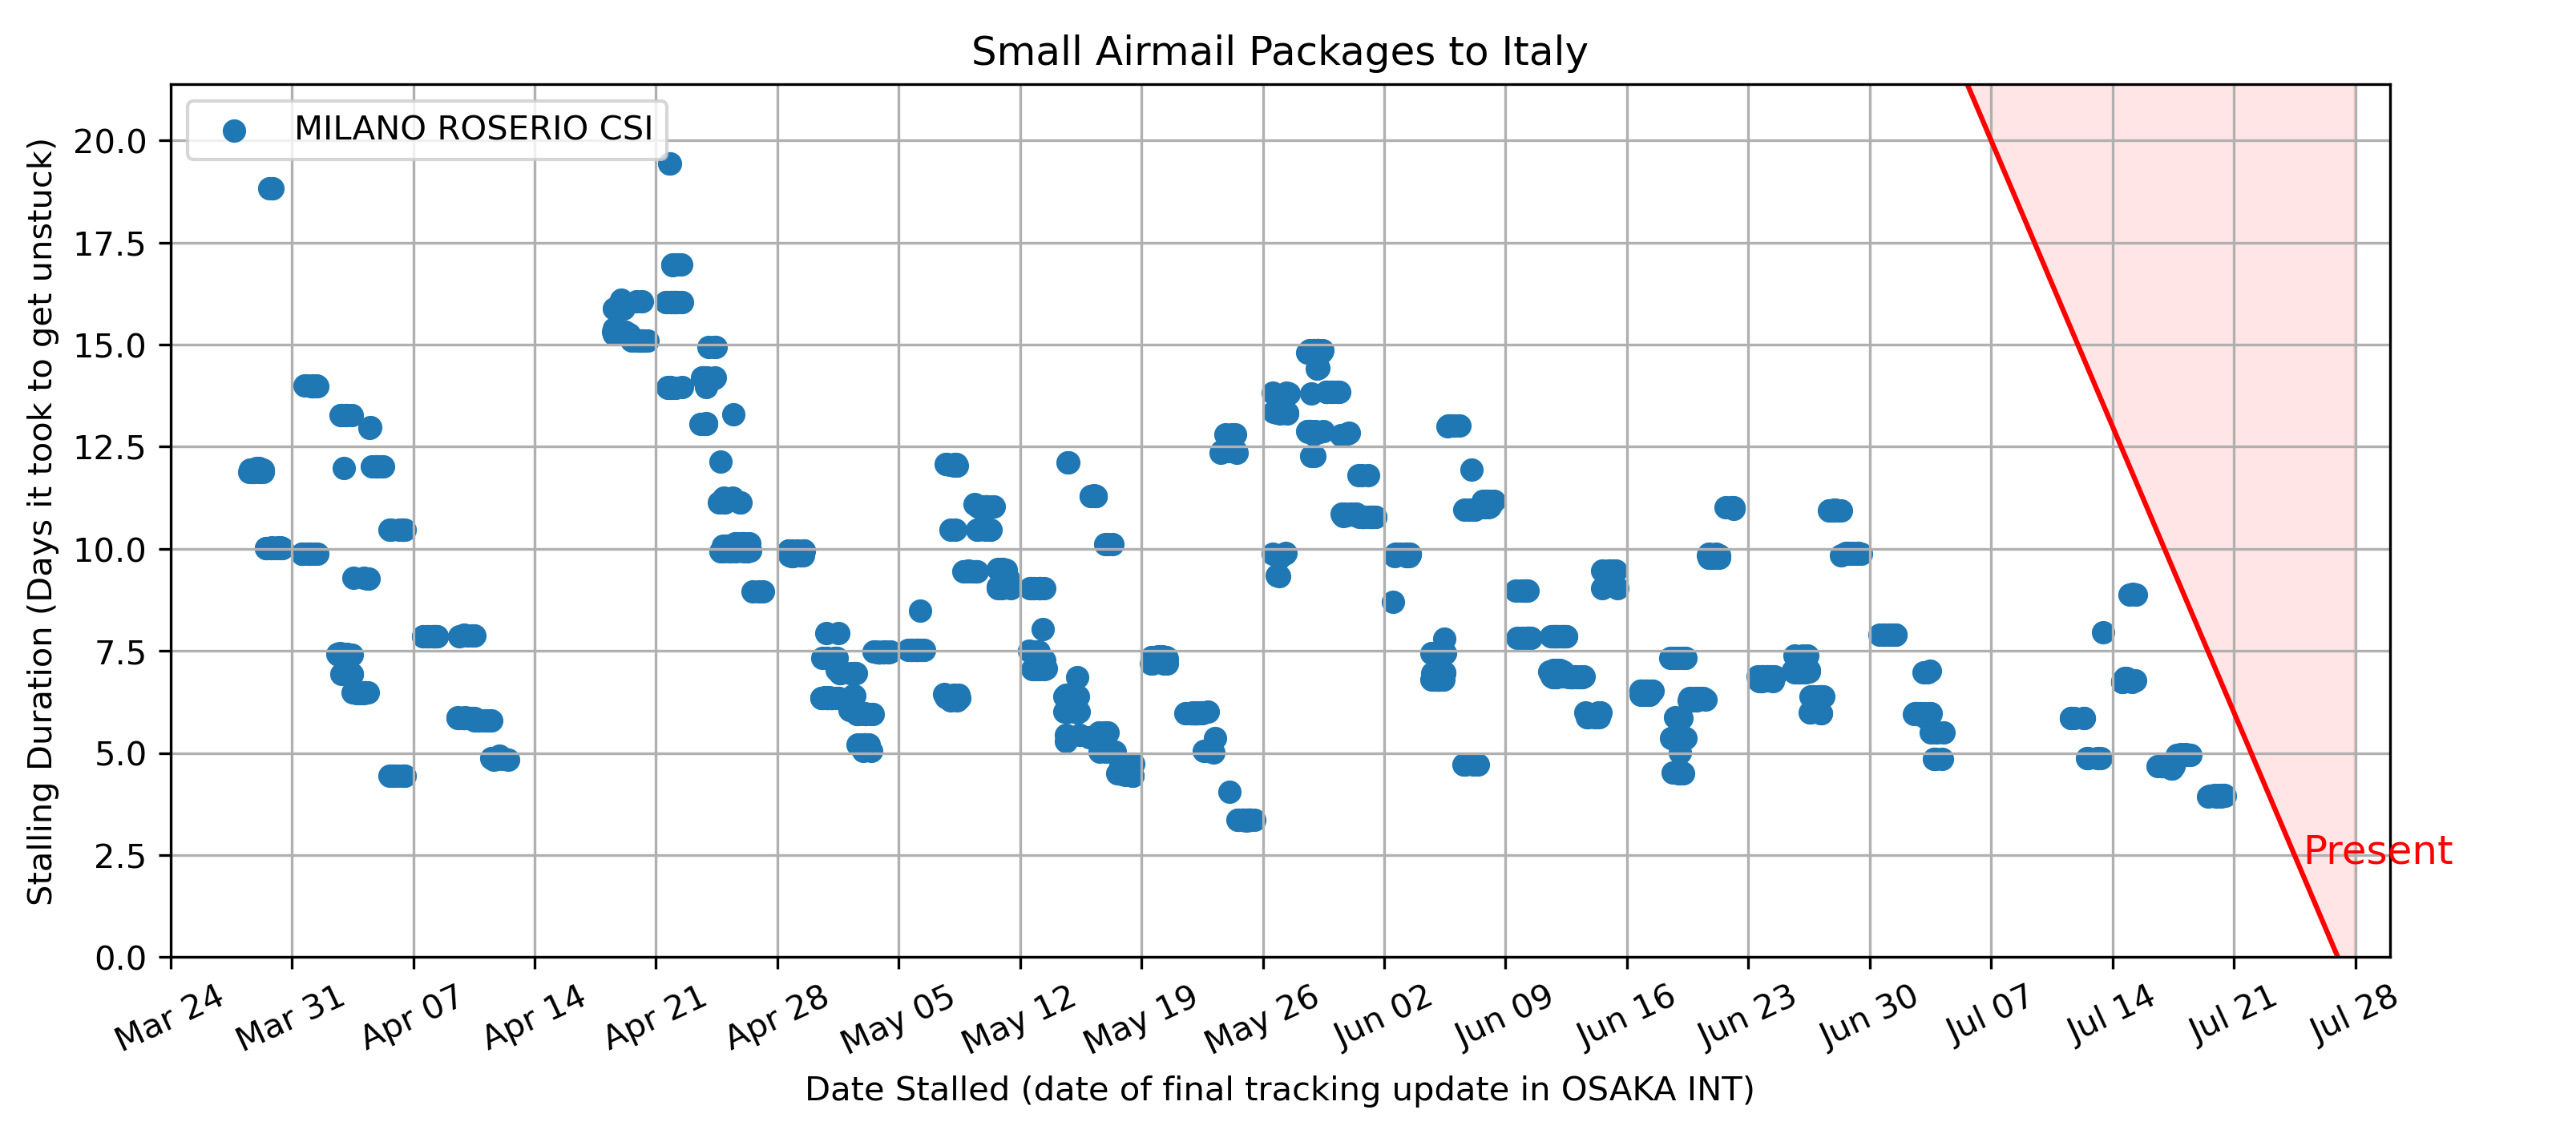 Small Airmail Packages to Italy
MILANO ROSERIO CSI
Stalling Duration (Days it took to get unstuck)
20.0
17.5
15.0
12.5
10.0
7.5
5.0
2.5
0.0
Present
Mar 24
Mar 31
Apr 07
Apr 14
Apr 21
Apr 28
May 05
May 12
May 19
May 26
Jun 02
Jun 09
Jun 16
Jun 23
Jun 30
Jul 07
Jul 14
Jul 21
Jul 28
Date Stalled (date of final tracking update in OSAKA INT)